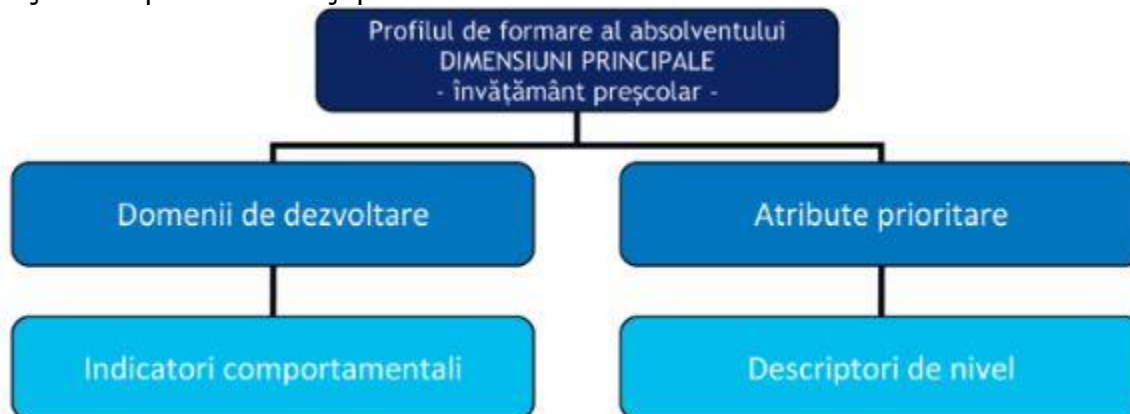 Profilul de formare al absolventului
DIMENSIUNI PRINCIPALE
- învățământ preșcolar -
Domenii de dezvoltare
Atribute prioritare
Indicatori comportamentali
Descriptori de nivel